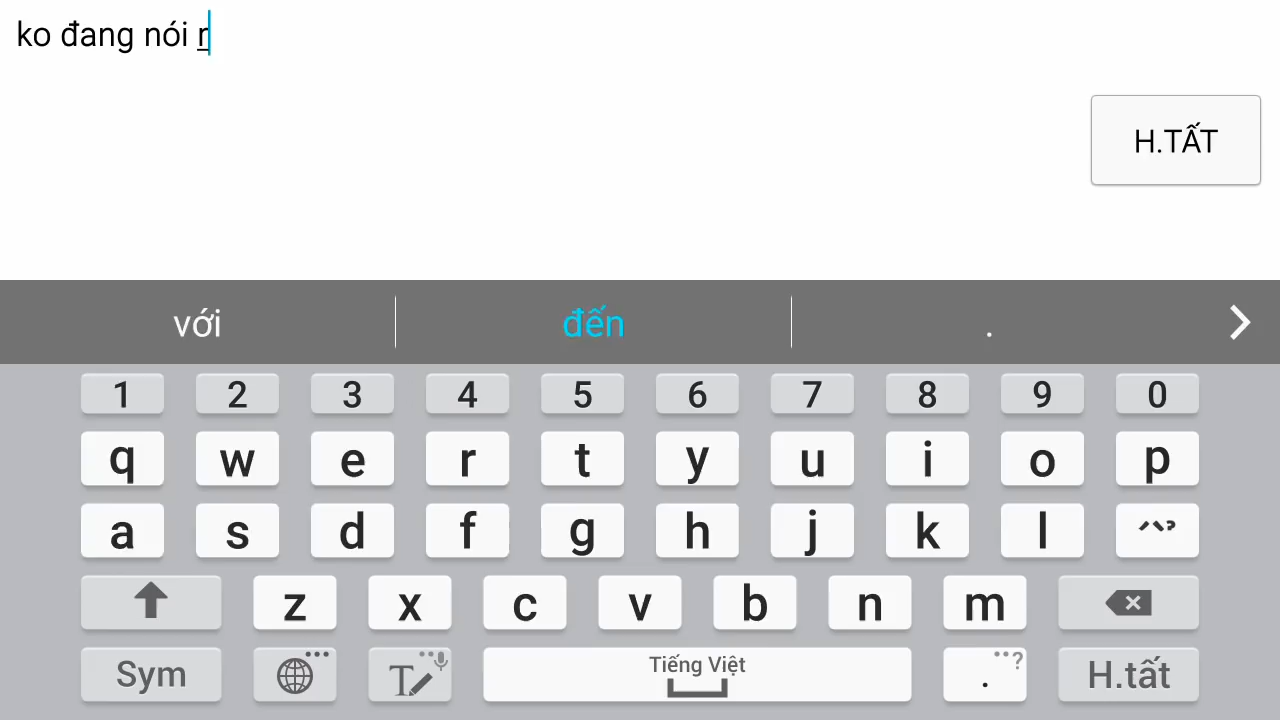 ko đang nói r
H.TẤT
với đến .
1 2 3 4 5 6 7 8 9 0
q w e r t y u i o p
a s d f g h j k l ^~?
z x c v b n m
Sym T Tiếng Việt . ? H.tất